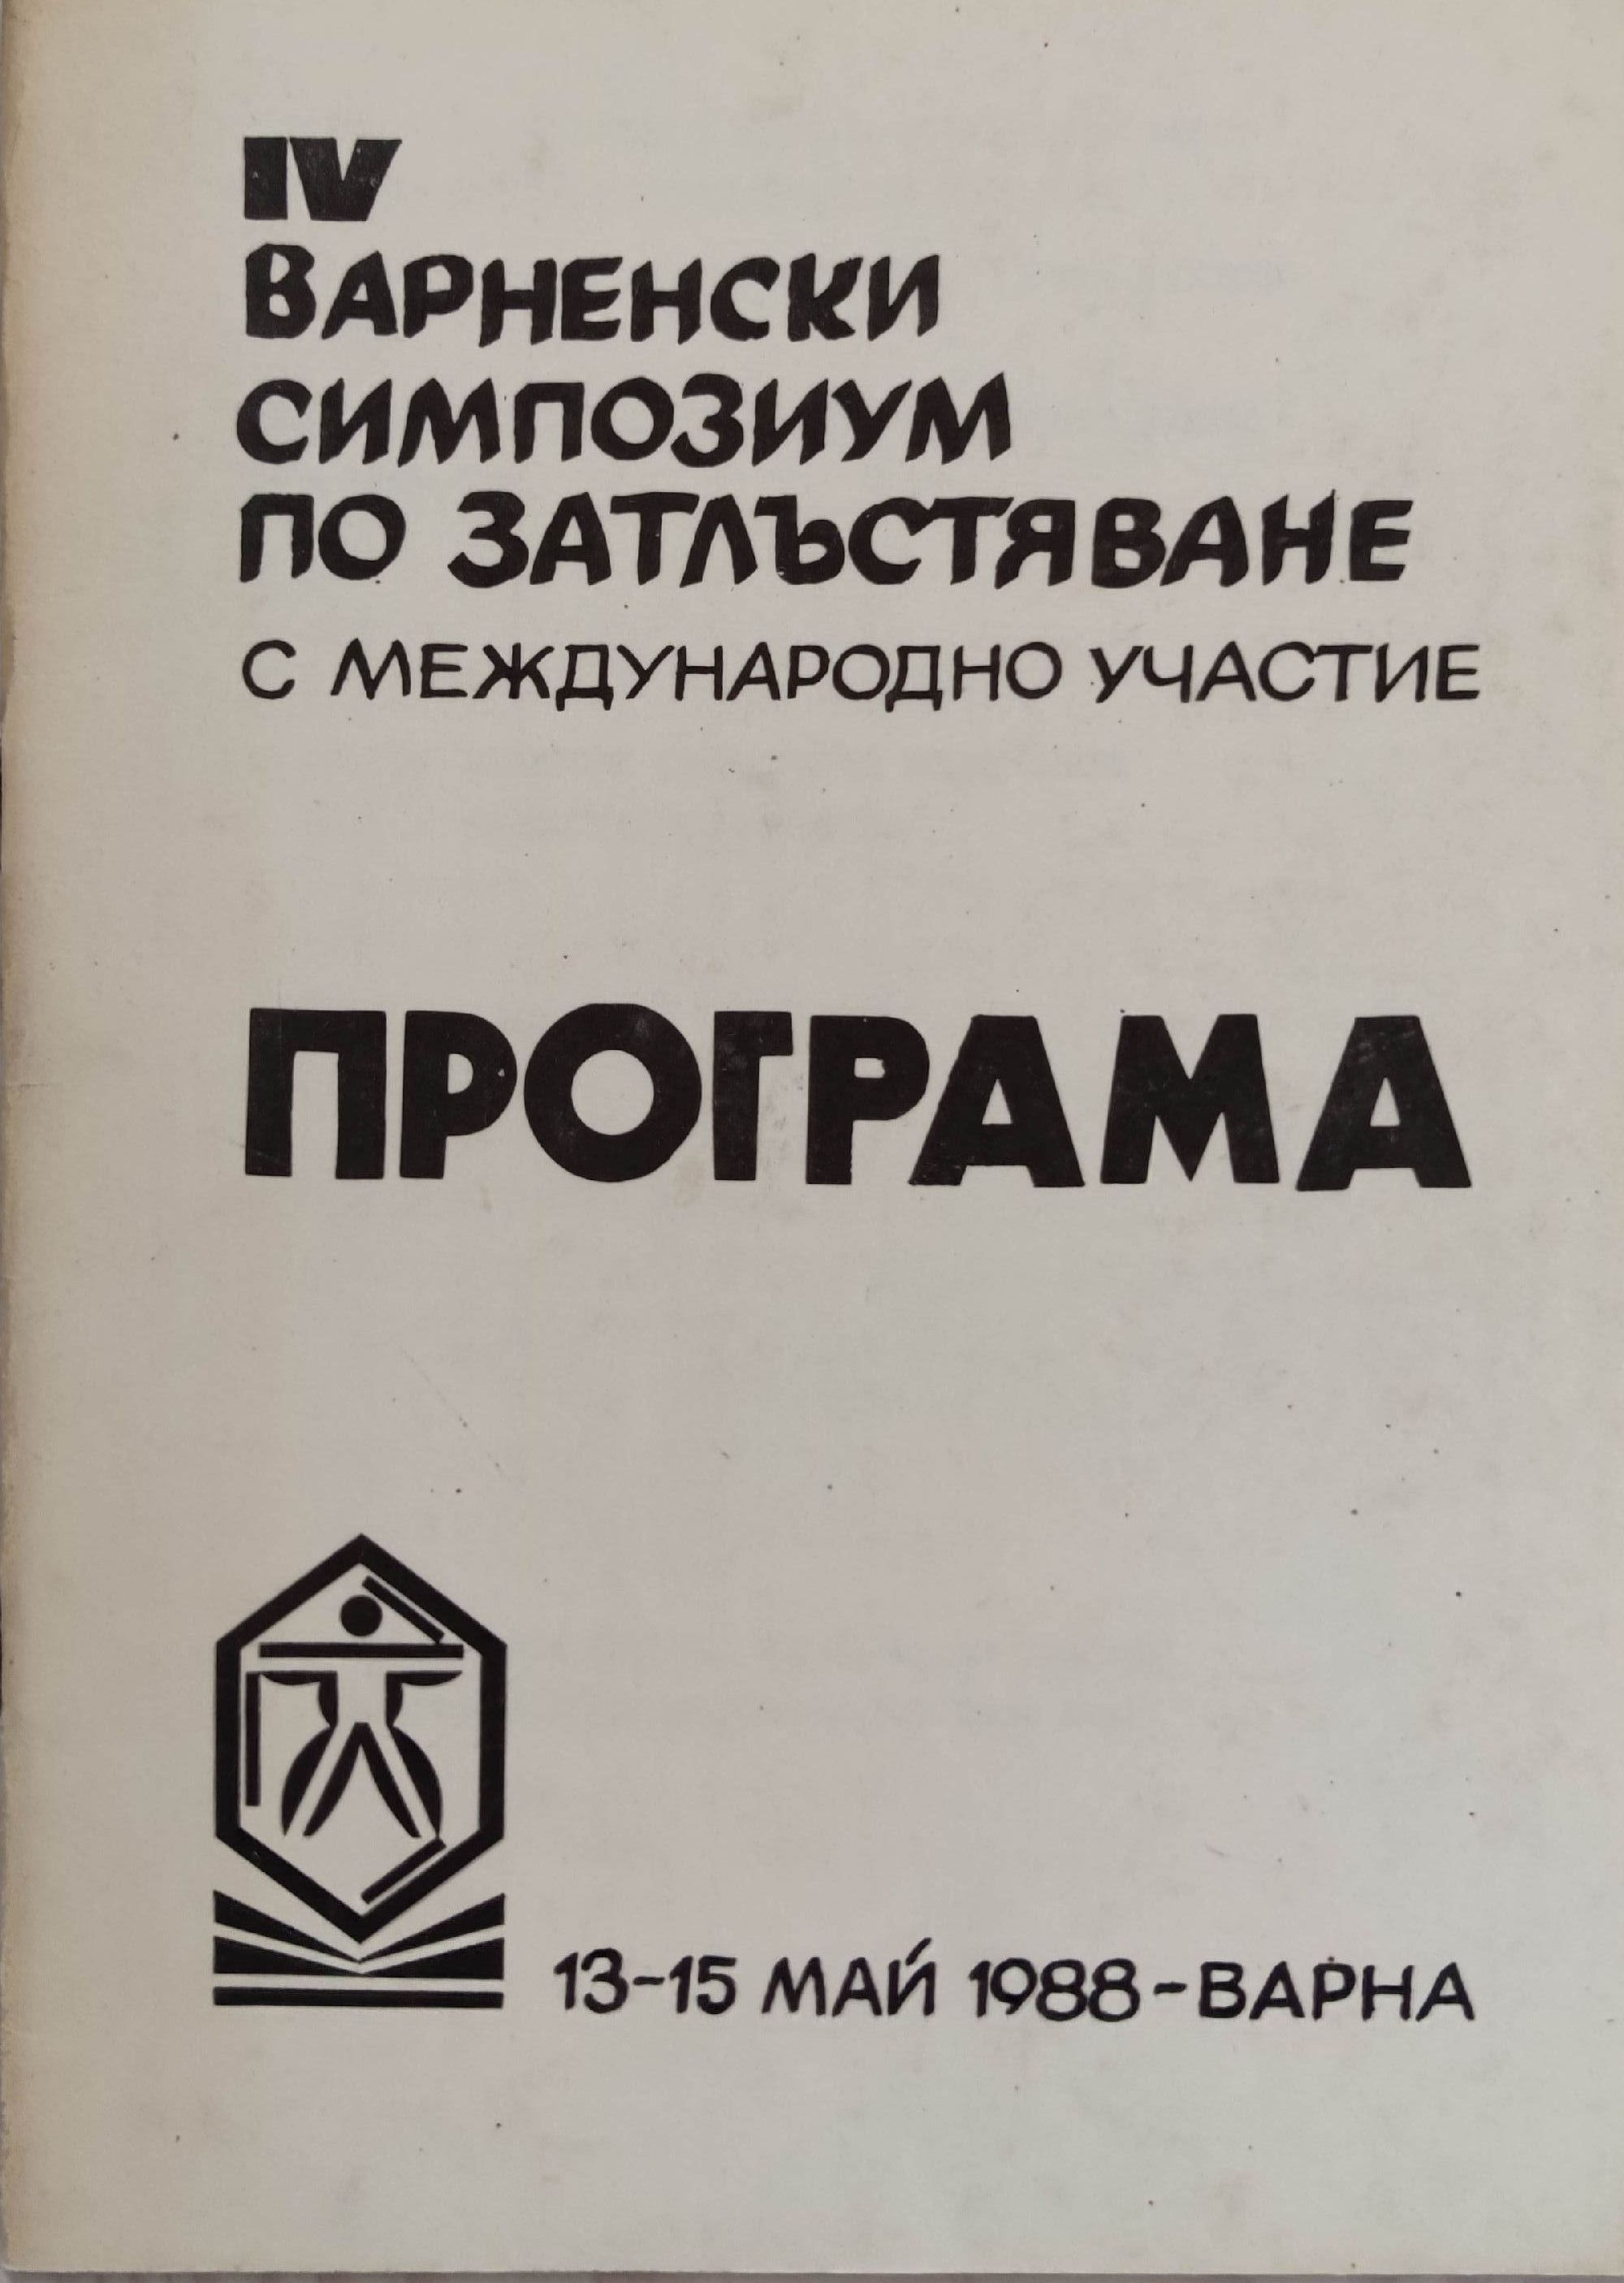 IV
ВАРНЕНСКИ
СИМПОЗИУМ
ПО ЗАТЛЪСТЯВАНЕ
С МЕЖДУНАРОДНО УЧАСТИЕ
ПРОГРАМА
13-15 МАЙ 1988-ВАРНА